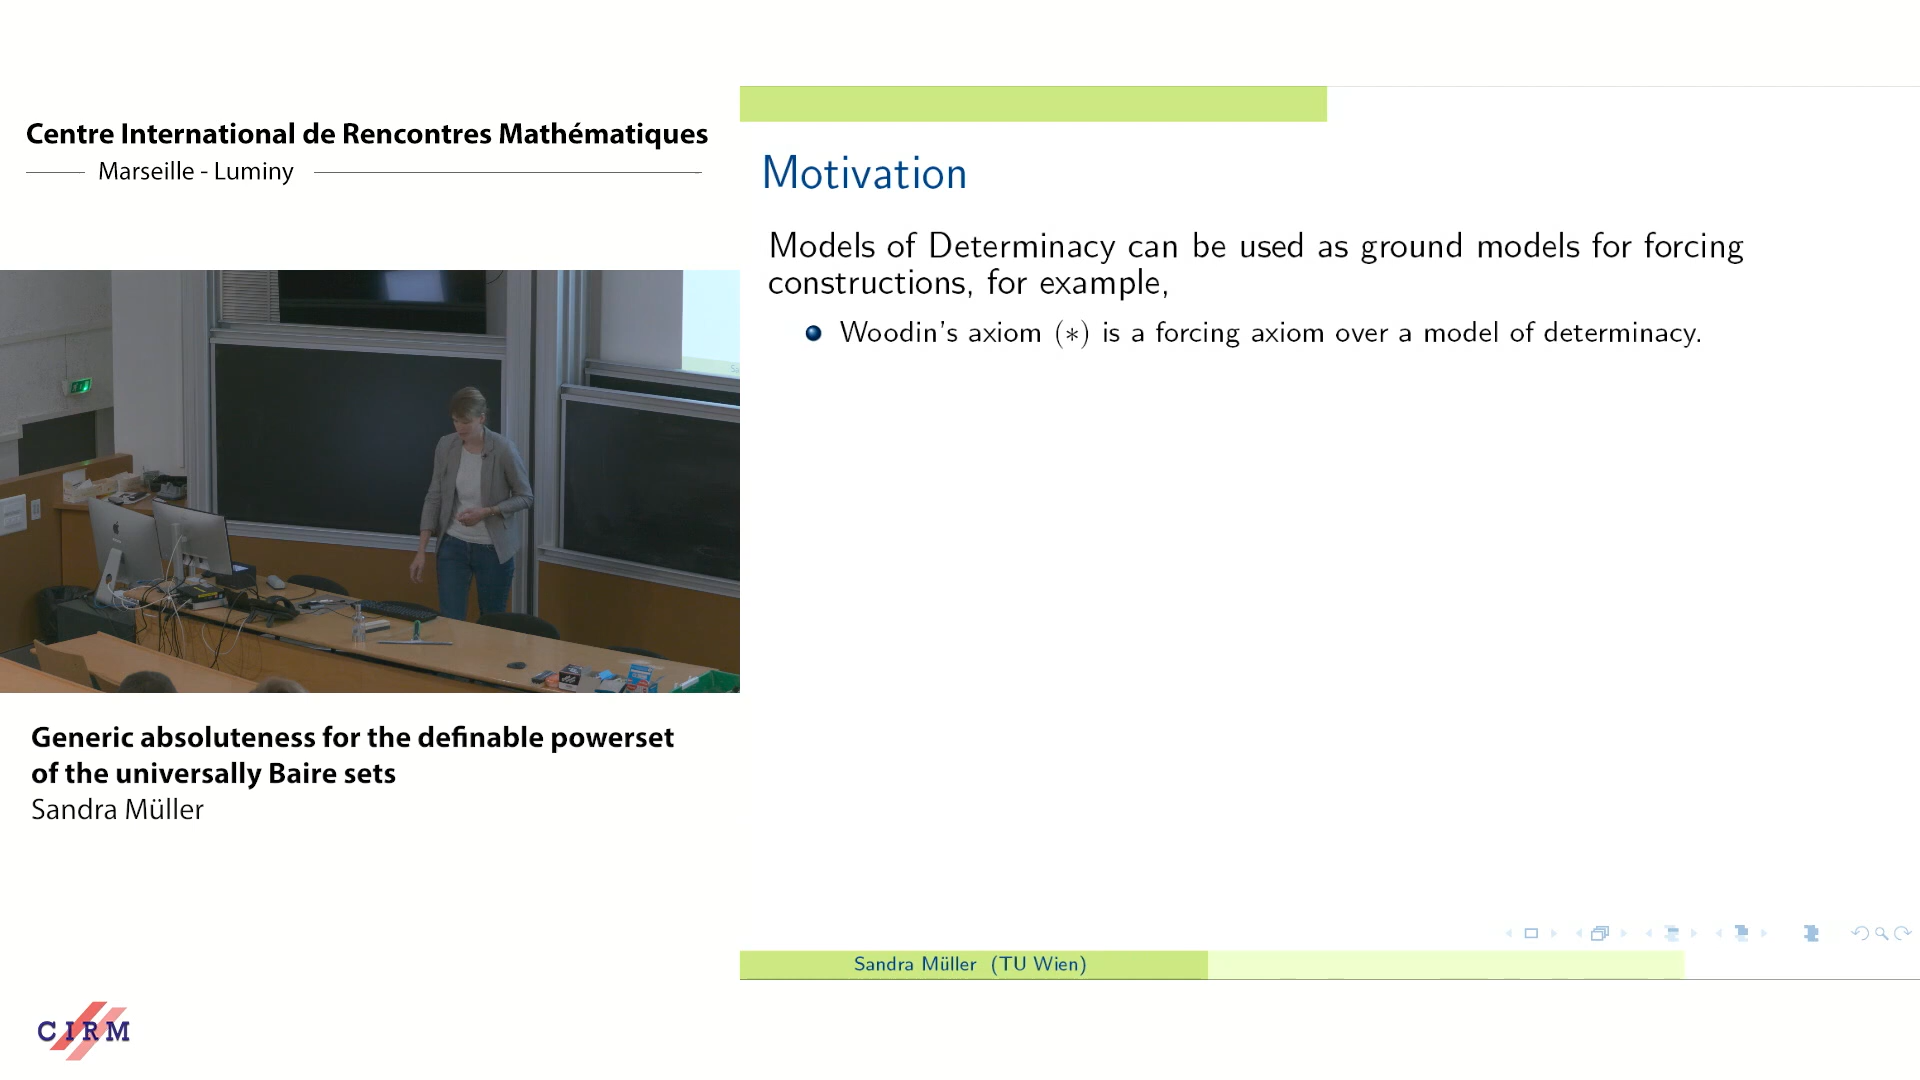 Centre International de Rencontres Mathématiques
Marseille - Luminy
Generic absoluteness for the definable powerset
of the universally Baire sets
Sandra Müller
CIRM
Motivation
Models of Determinacy can be used as ground models for forcing
constructions, for example,
Woodin's axiom (∗) is a forcing axiom over a model of determinacy.
Sandra Müller (TU Wien)